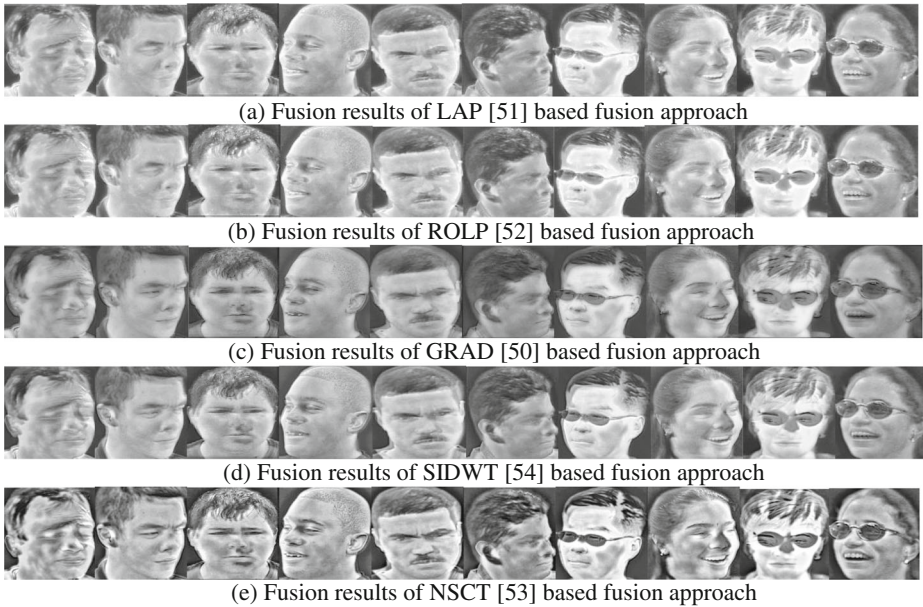 (a) Fusion results of LAP [51] based fusion approach
(b) Fusion results of ROLP [52] based fusion approach
(c) Fusion results of GRAD [50] based fusion approach
(d) Fusion results of SIDWT [54] based fusion approach
(e) Fusion results of NSCT [53] based fusion approach